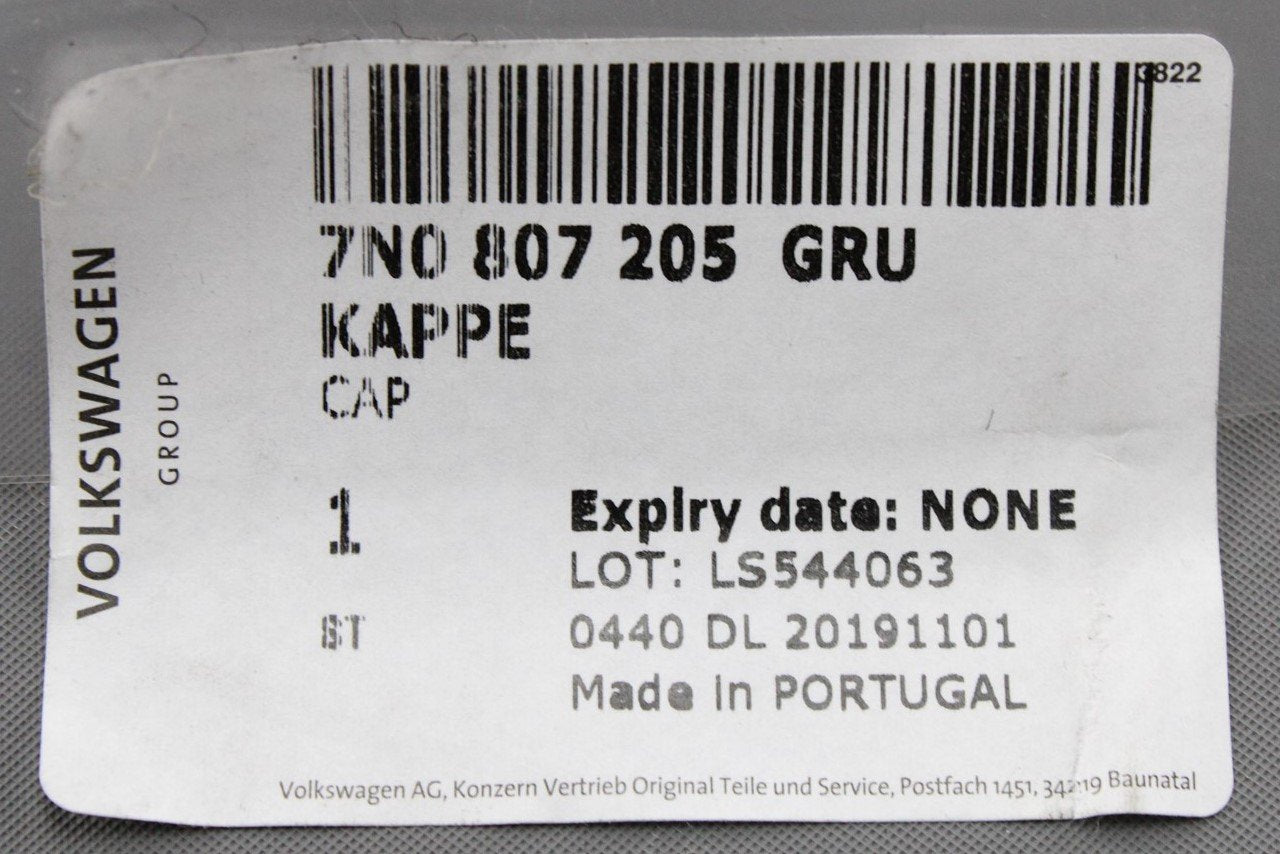 3822
7N0 807 205 GRU
KAPPE
CAP
VOLKSWAGEN
GROUP
1
ST
Expiry date: NONE
LOT: LS544063
0440 DL 20191101
Made in PORTUGAL
Volkswagen AG, Konzern Vertrieb Original Teile und Service, Postfach 1451, 34219 Baunatal